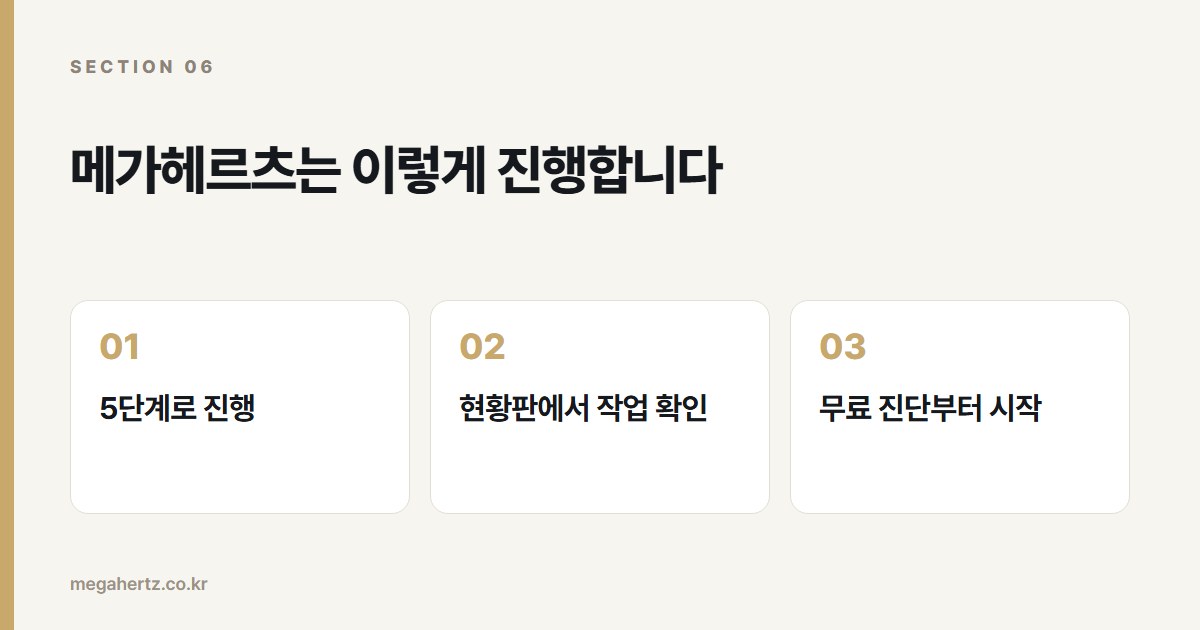 SECTION 06
메가헤르츠는 이렇게 진행합니다
01
5단계로 진행
02
현황판에서 작업 확인
03
무료 진단부터 시작
megahertz.co.kr